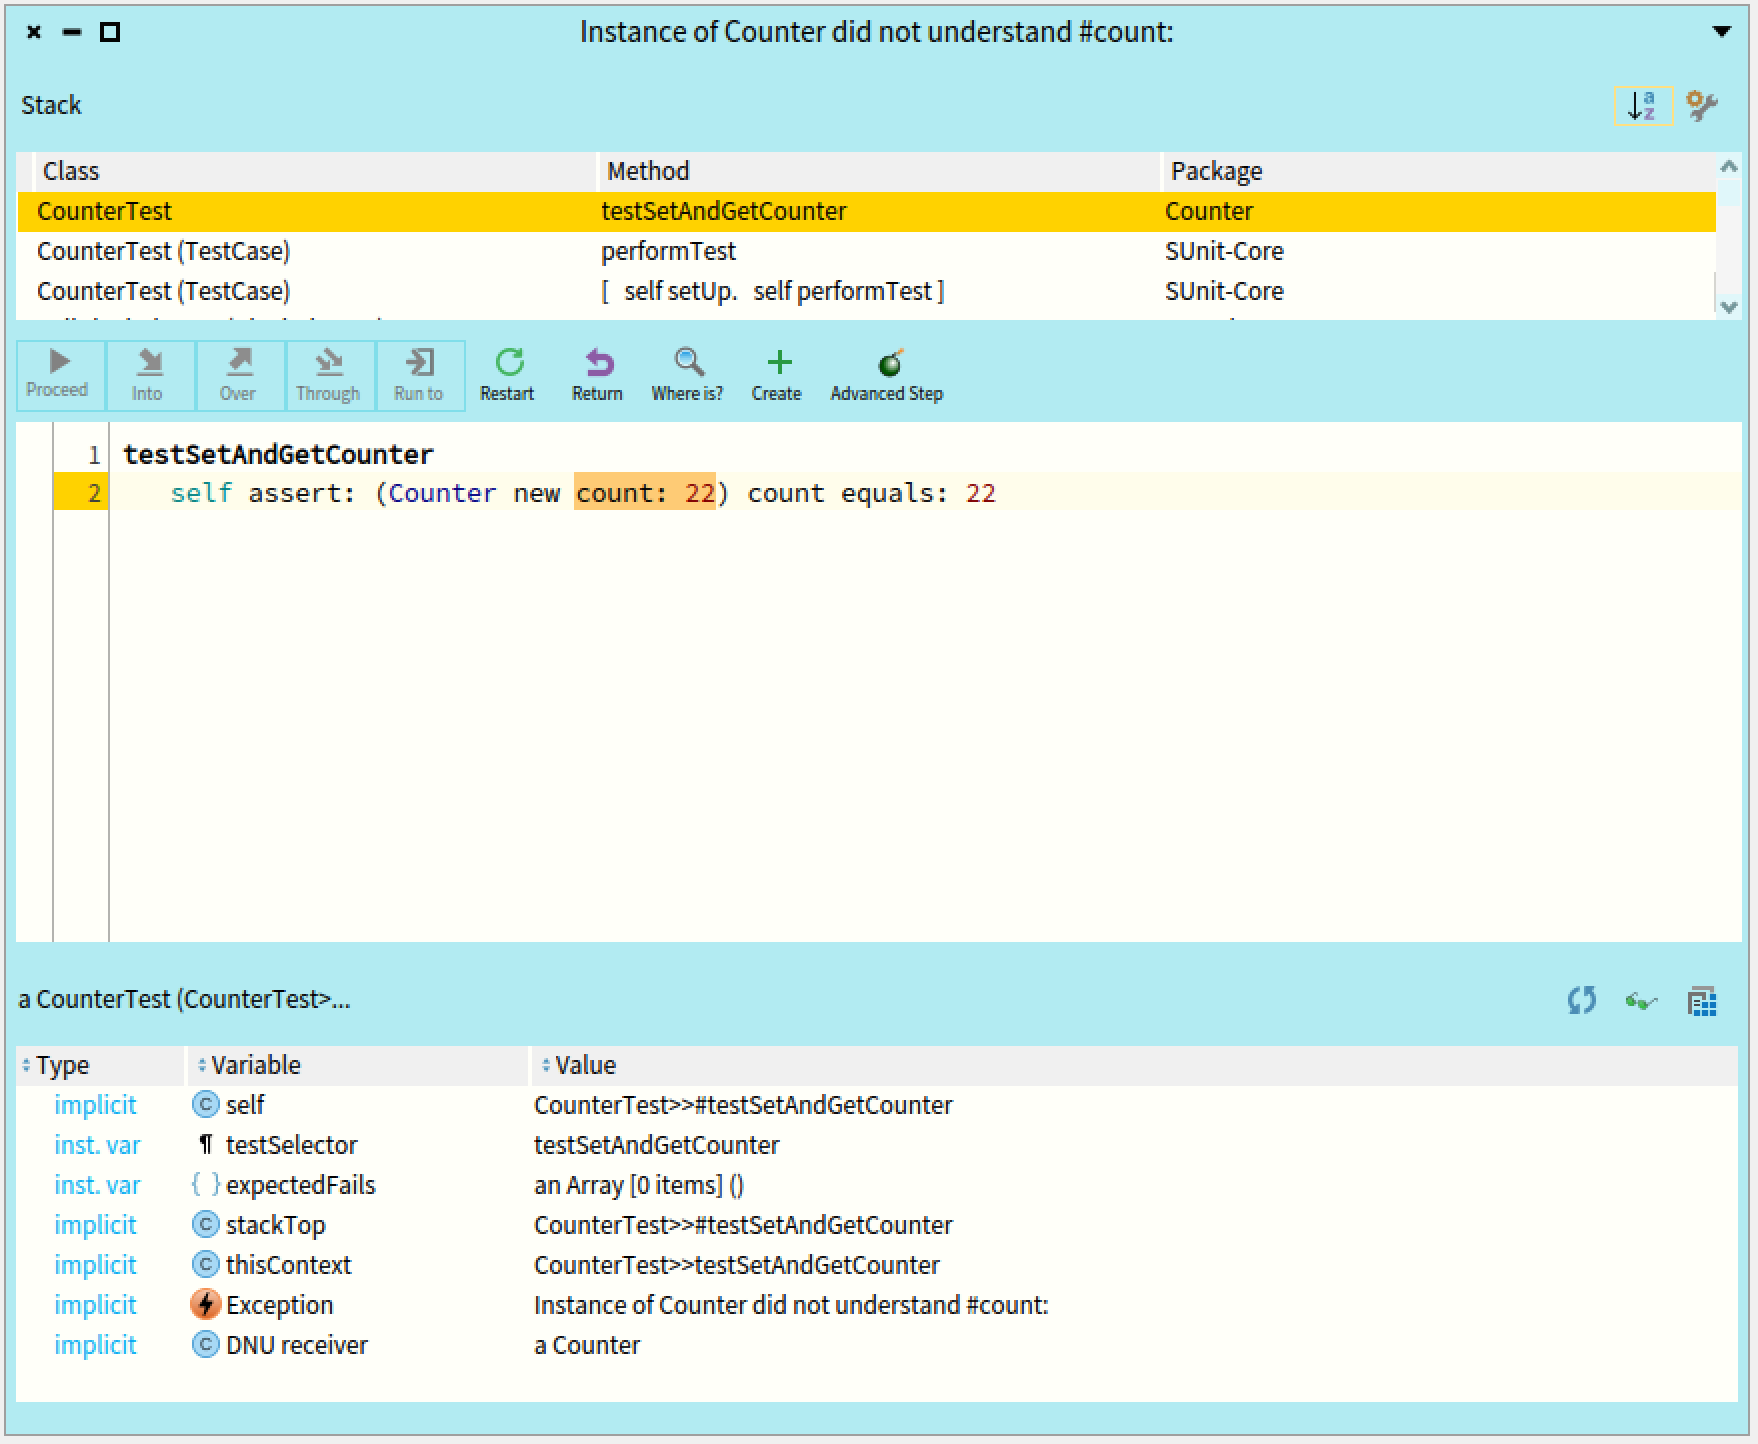 Instance of Counter did not understand #count:
Stack
a
z
Class Method Package
CounterTest testSetAndGetCounter Counter
CounterTest (TestCase) performTest SUnit-Core
CounterTest (TestCase) [ self setUp. self performTest ] SUnit-Core
Proceed Into Over Through Run to Restart Return Where is? Create Advanced Step
1 testSetAndGetCounter
2 self assert: (Counter new count: 22) count equals: 22
a CounterTest (CounterTest>...
Type Variable Value
implicit C self CounterTest>>#testSetAndGetCounter
inst. var ¶ testSelector testSetAndGetCounter
inst. var { } expectedFails an Array [0 items] ()
implicit C stackTop CounterTest>>#testSetAndGetCounter
implicit C thisContext CounterTest>>testSetAndGetCounter
implicit Exception Instance of Counter did not understand #count:
implicit C DNU receiver a Counter